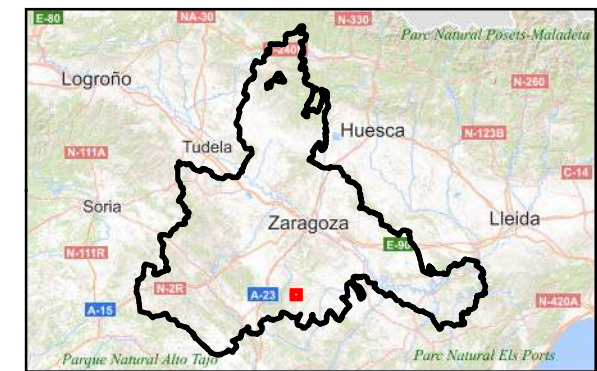 E-80
NA-30
N-330
Parc Natural Posets-Maladeta
Logroño
N-260
Huesca
N-123B
Tudela
N-111A
C-14
Soria
Zaragoza
Lleida
E-90
N-111R
N-2R
A-23
A-15
N-420A
Parque Natural Alto Tajo
Parc Natural Els Ports